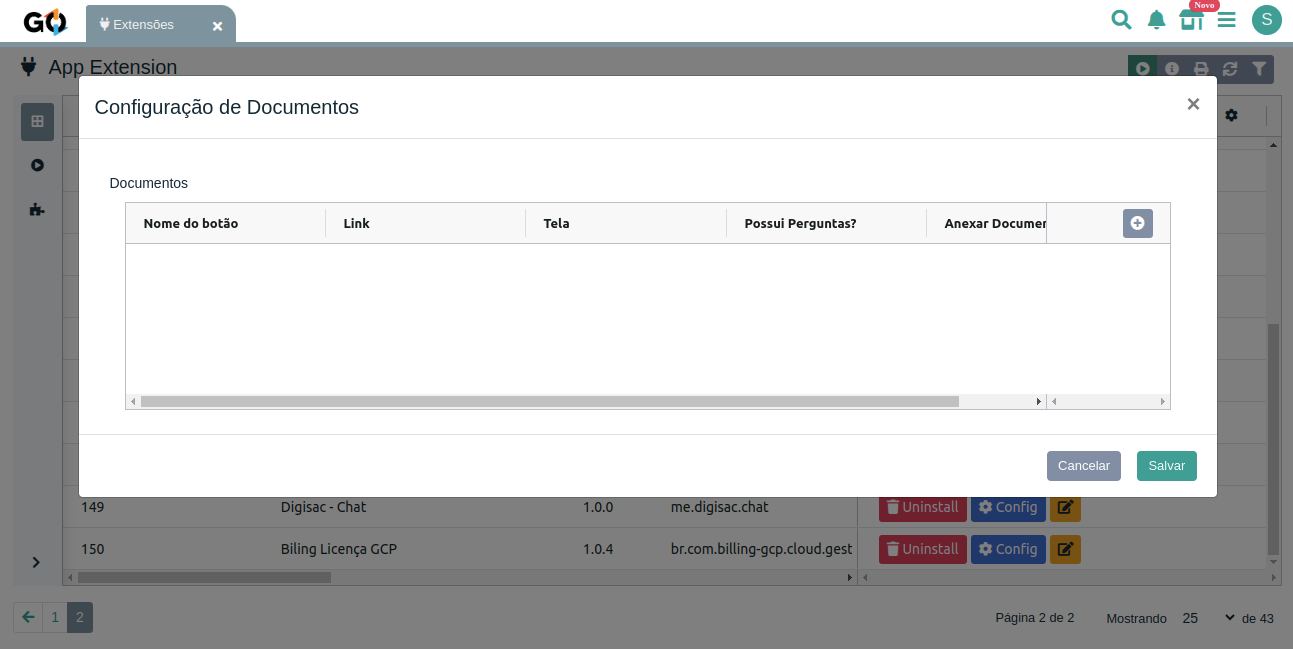 GO
Extensões
Novo
S
App Extension
Configuração de Documentos
Documentos
Nome do botão Link Tela Possui Perguntas? Anexar Documen
Cancelar Salvar
149 Digisac - Chat 1.0.0 me.digisac.chat Uninstall Config
150 Biling Licença GCP 1.0.4 br.com.billing-gcp.cloud.gest Uninstall Config
1 2 Página 2 de 2 Mostrando 25 de 43